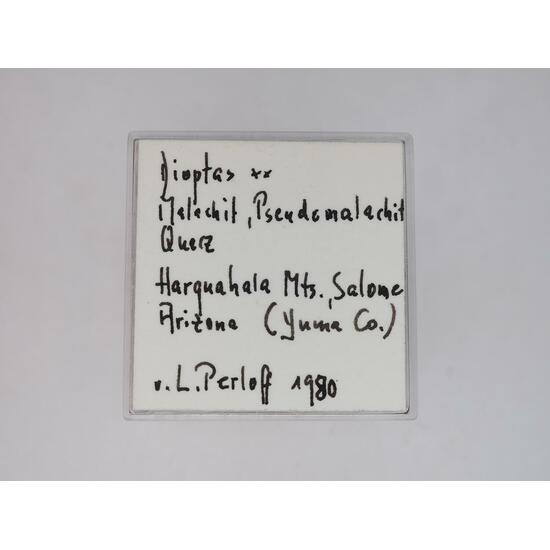 Dioptas xx
Malachit, Pseudomalachit
Quarz
Harquahala Mts., Salome
Arizona (Yuma Co.)
v. L. Perloff 1980